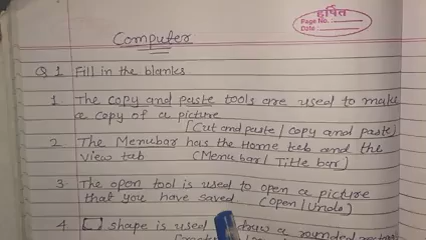 हर्षित
Page No.
Date
Computer
Q 1 Fill in the blanks
1 The copy and paste tools are used to make
a copy of a picture
[Cut and paste / copy and paste]
2 The Menubar has the Home teb and the
view tab (Menu bar / Title bar)
3 The open tool is used to open a picture
that you have saved (open / Undo)
4 shape is used draw a rounded